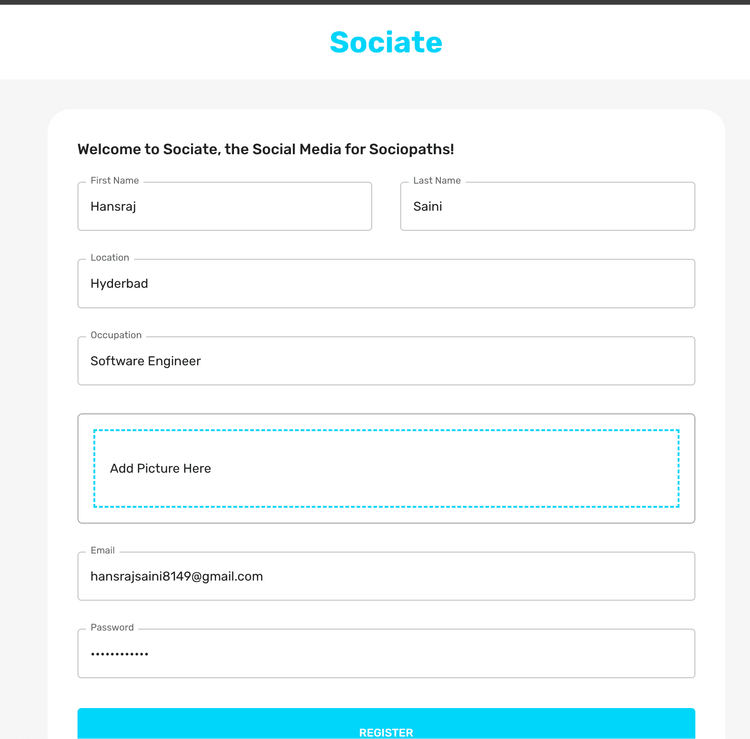 Sociate
Welcome to Sociate, the Social Media for Sociopaths!
First Name
Hansraj
Last Name
Saini
Location
Hyderbad
Occupation
Software Engineer
Add Picture Here
Email
hansrajsaini8149@gmail.com
Password
••••••••••••
REGISTER